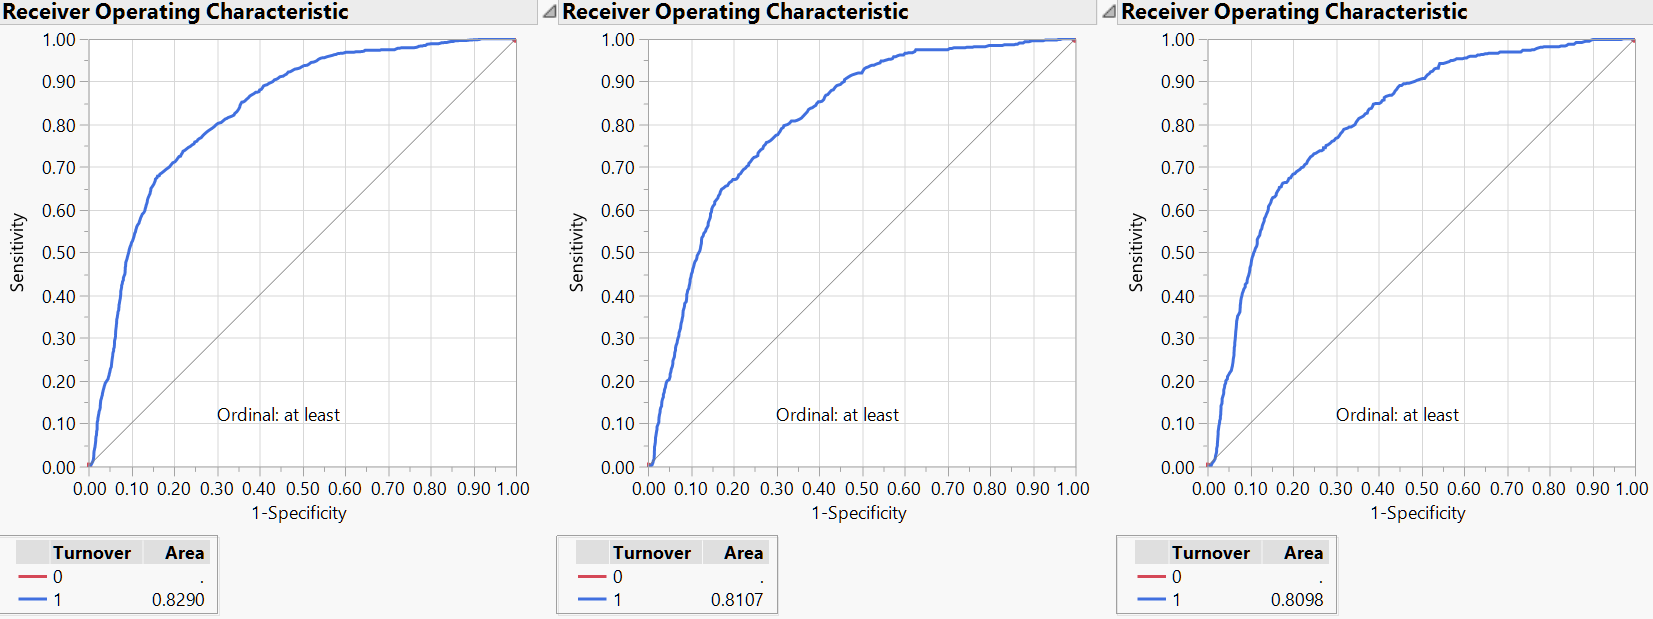 Receiver Operating Characteristic
1.00
0.90
0.80
0.70
0.60
0.50
0.40
0.30
0.20
0.10
0.00
Sensitivity
Ordinal: at least
0.00 0.10 0.20 0.30 0.40 0.50 0.60 0.70 0.80 0.90 1.00
1-Specificity
Turnover Area
0 .
1 0.8290
Receiver Operating Characteristic
1.00
0.90
0.80
0.70
0.60
0.50
0.40
0.30
0.20
0.10
0.00
Sensitivity
Ordinal: at least
0.00 0.10 0.20 0.30 0.40 0.50 0.60 0.70 0.80 0.90 1.00
1-Specificity
Turnover Area
0 .
1 0.8107
Receiver Operating Characteristic
1.00
0.90
0.80
0.70
0.60
0.50
0.40
0.30
0.20
0.10
0.00
Sensitivity
Ordinal: at least
0.00 0.10 0.20 0.30 0.40 0.50 0.60 0.70 0.80 0.90 1.00
1-Specificity
Turnover Area
0 .
1 0.8098